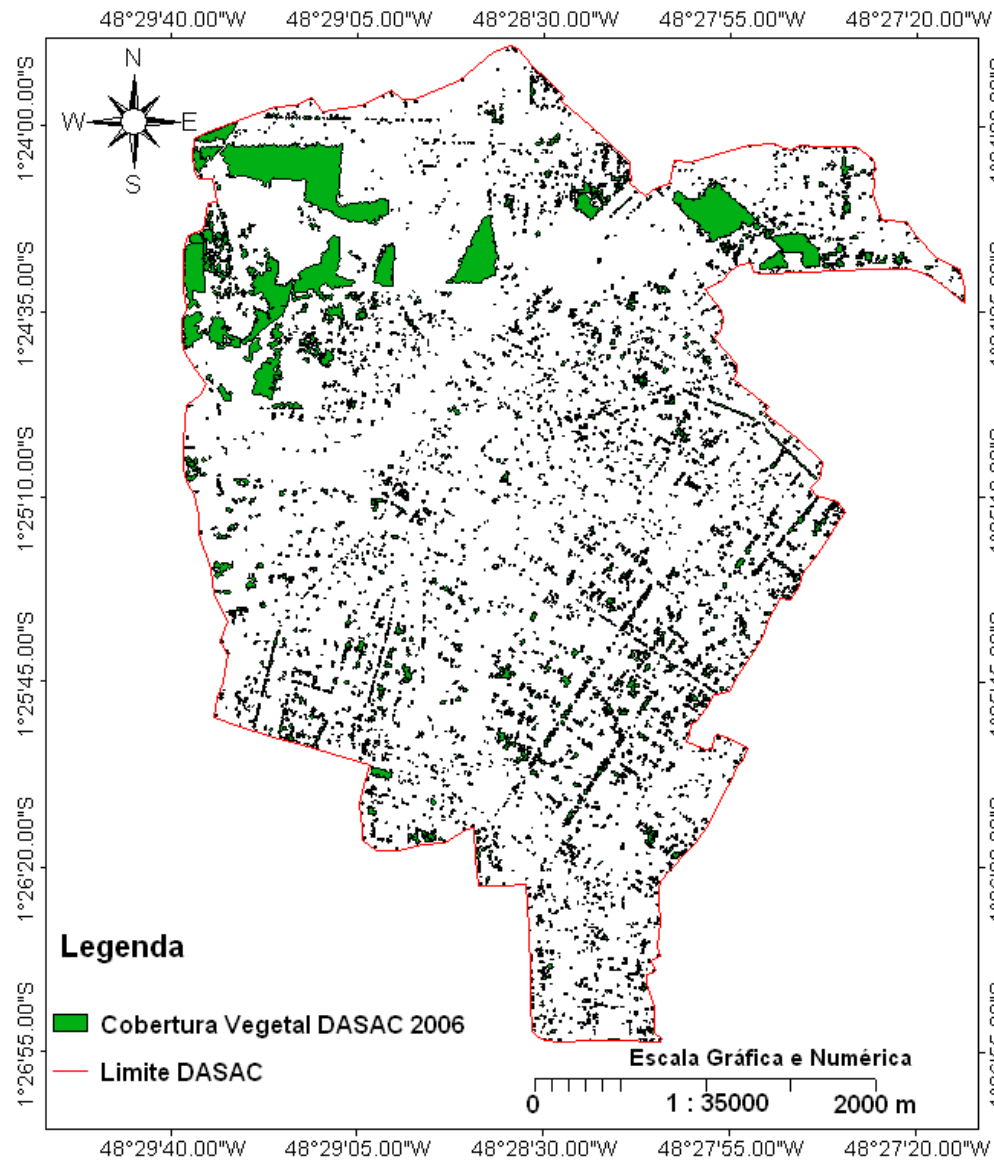 48°29'40.00"W 48°29'05.00"W 48°28'30.00"W 48°27'55.00"W 48°27'20.00"W
N
W E
S
1°24'00.00"S
1°24'35.00"S
1°25'10.00"S
1°25'45.00"S
1°26'20.00"S
1°26'55.00"S
Legenda
Cobertura Vegetal DASAC 2006
Limite DASAC
Escala Gráfica e Numérica
0 1 : 35000 2000 m
48°29'40.00"W 48°29'05.00"W 48°28'30.00"W 48°27'55.00"W 48°27'20.00"W